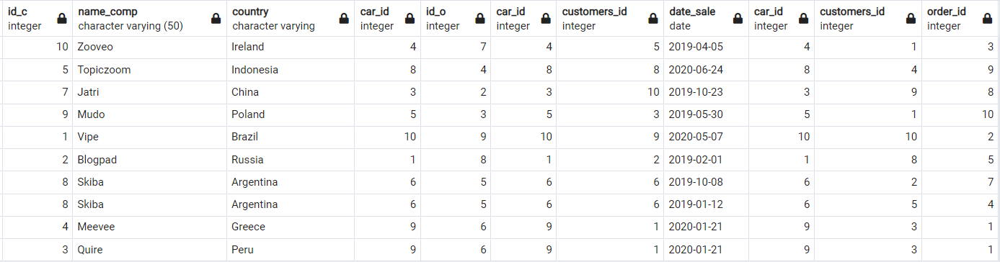 id_c name_comp country car_id id_o car_id customers_id date_sale car_id customers_id order_id
integer character varying (50) character varying integer integer integer integer date integer integer integer
10 Zooveo Ireland 4 7 4 5 2019-04-05 4 1 3
5 Topiczoom Indonesia 8 4 8 8 2020-06-24 8 4 9
7 Jatri China 3 2 3 10 2019-10-23 3 9 8
9 Mudo Poland 5 3 5 3 2019-05-30 5 1 10
1 Vipe Brazil 10 9 10 9 2020-05-07 10 10 2
2 Blogpad Russia 1 8 1 2 2019-02-01 1 8 5
8 Skiba Argentina 6 5 6 6 2019-10-08 6 2 7
8 Skiba Argentina 6 5 6 6 2019-01-12 6 5 4
4 Meevee Greece 9 6 9 1 2020-01-21 9 3 1
3 Quire Peru 9 6 9 1 2020-01-21 9 3 1